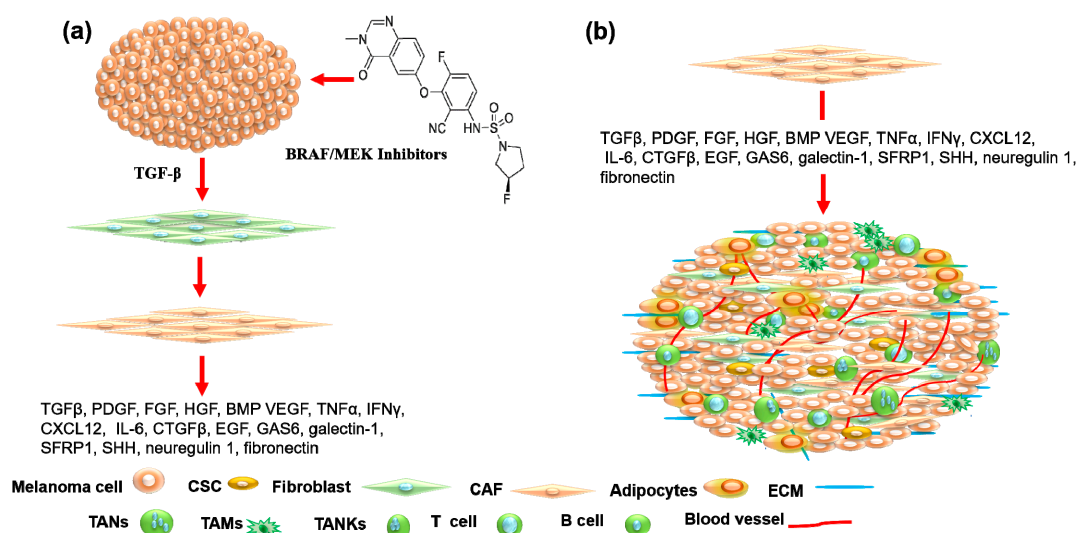 (a)
N
N
O
F
O
NC
HN
O
O
S
N
F
BRAF/MEK Inhibitors
TGF-β
TGFβ, PDGF, FGF, HGF, BMP VEGF, TNFα, IFNγ,
CXCL12, IL-6, CTGFβ, EGF, GAS6, galectin-1,
SFRP1, SHH, neuregulin 1, fibronectin
(b)
TGFβ, PDGF, FGF, HGF, BMP VEGF, TNFα, IFNγ, CXCL12,
IL-6, CTGFβ, EGF, GAS6, galectin-1, SFRP1, SHH, neuregulin 1,
fibronectin
Melanoma cell CSC Fibroblast CAF Adipocytes ECM
TANs TAMs TANKs T cell B cell Blood vessel